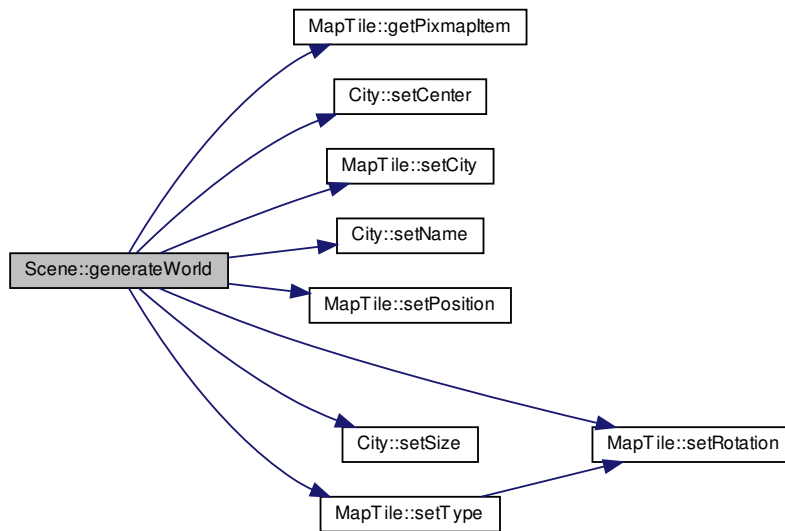 MapTile::getPixmapItem
City::setCenter
MapTile::setCity
City::setName
Scene::generateWorld
MapTile::setPosition
City::setSize
MapTile::setRotation
MapTile::setType